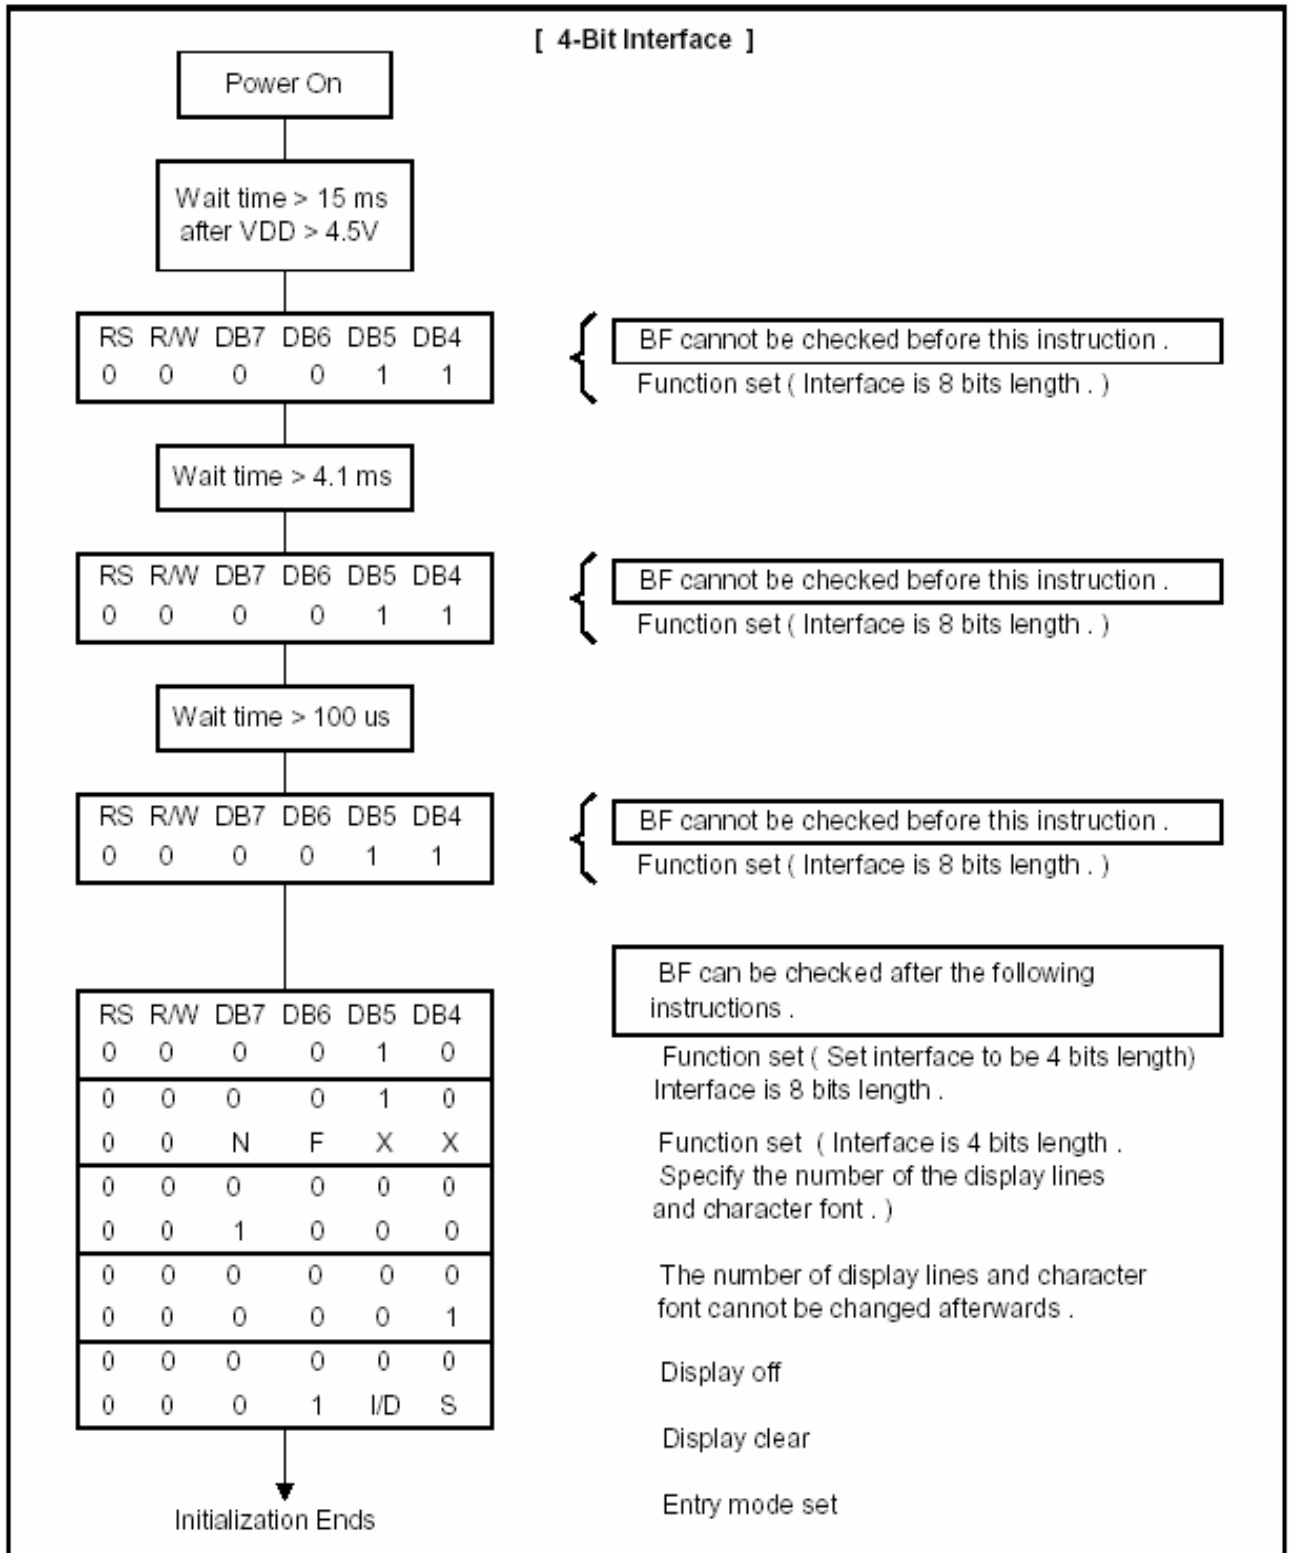 [ 4-Bit Interface ]
Power On
Wait time > 15 ms
after VDD > 4.5V
RS R/W DB7 DB6 DB5 DB4
0 0 0 0 1 1
BF cannot be checked before this instruction .
Function set ( Interface is 8 bits length . )
Wait time > 4.1 ms
RS R/W DB7 DB6 DB5 DB4
0 0 0 0 1 1
BF cannot be checked before this instruction .
Function set ( Interface is 8 bits length . )
Wait time > 100 us
RS R/W DB7 DB6 DB5 DB4
0 0 0 0 1 1
BF cannot be checked before this instruction .
Function set ( Interface is 8 bits length . )
RS R/W DB7 DB6 DB5 DB4
0 0 0 0 1 0
0 0 0 0 1 0
0 0 N F X X
0 0 0 0 0 0
0 0 1 0 0 0
0 0 0 0 0 0
0 0 0 0 0 1
0 0 0 0 0 0
0 0 0 1 I/D S
Initialization Ends
BF can be checked after the following
instructions .
Function set ( Set interface to be 4 bits length)
Interface is 8 bits length .
Function set ( Interface is 4 bits length .
Specify the number of the display lines
and character font . )
The number of display lines and character
font cannot be changed afterwards .
Display off
Display clear
Entry mode set